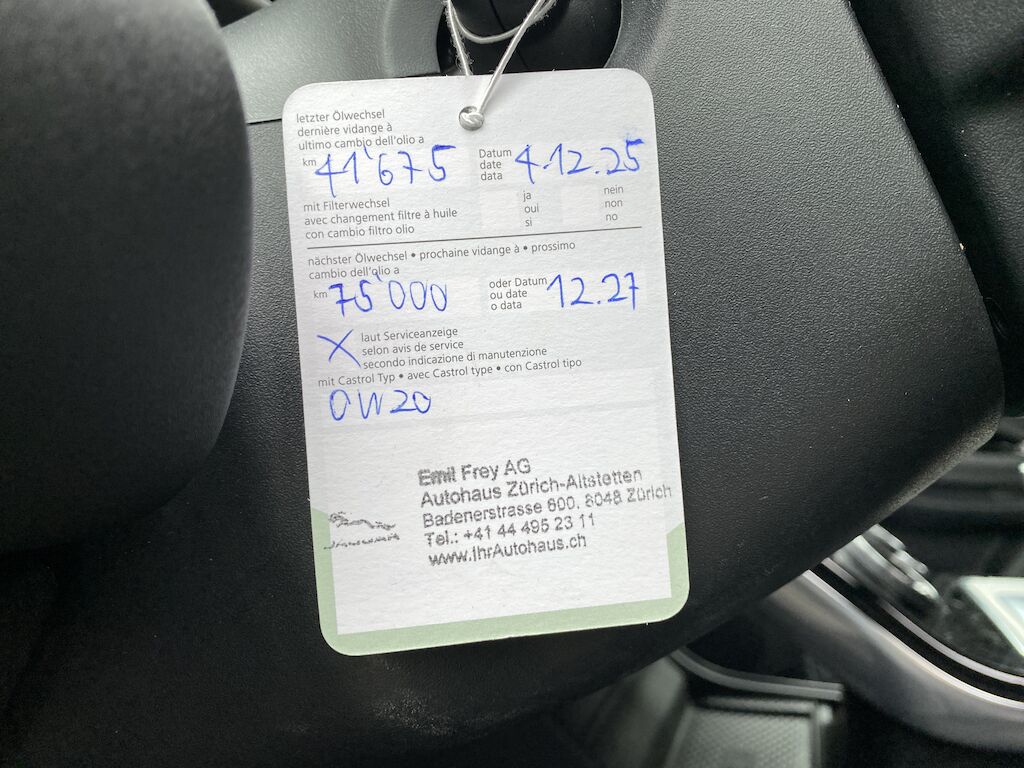 letzter Ölwechsel
dernière vidange à
ultimo cambio dell'olio a
km 41'675
Datum
date
data
4.12.25
mit Filterwechsel
avec changement filtre à huile
con cambio filtro olio
ja
oui
si
nein
non
no
nächster Ölwechsel • prochaine vidange à • prossimo
cambio dell'olio a
km 75'000
oder Datum
ou date
o data
12.27
X
laut Serviceanzeige
selon avis de service
secondo indicazione di manutenzione
mit Castrol Typ • avec Castrol type • con Castrol tipo
0W20
Emil Frey AG
Autohaus Zürich-Altstetten
Badenerstrasse 600, 8048 Zürich
Tel.: +41 44 495 23 11
www.IhrAutohaus.ch
JAGUAR